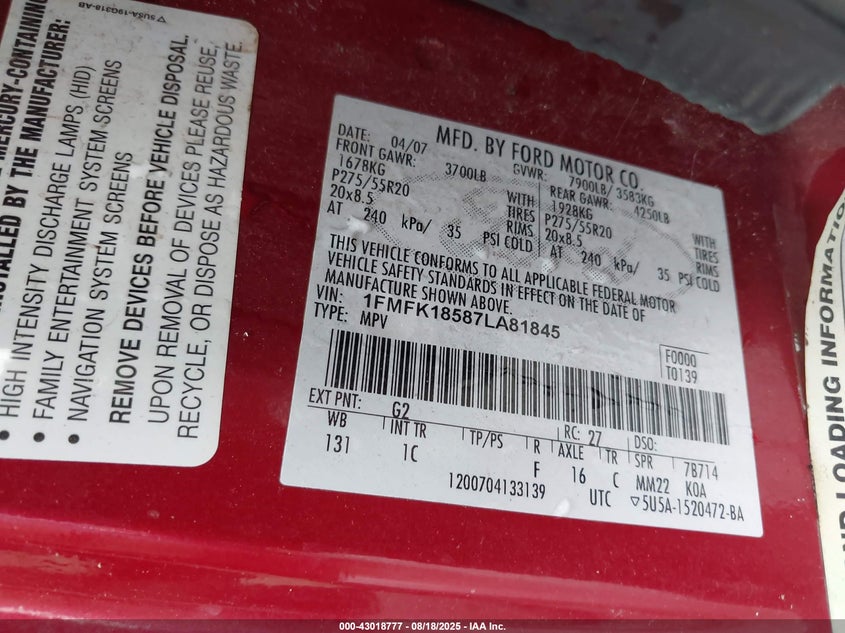 ▽5U5A-19G318-AB
MERCURY-CONTAINING
INSTALLED BY THE MANUFACTURER:
• HIGH INTENSITY DISCHARGE LAMPS (HID)
• FAMILY ENTERTAINMENT SYSTEM SCREENS
• NAVIGATION SYSTEM SCREENS
REMOVE DEVICES BEFORE VEHICLE DISPOSAL.
UPON REMOVAL OF DEVICES PLEASE REUSE,
RECYCLE, OR DISPOSE AS HAZARDOUS WASTE.
MFD. BY FORD MOTOR CO.
DATE: 04/07 GVWR: 7900LB/ 3583KG
FRONT GAWR: 3700LB REAR GAWR: 4250LB
1678KG WITH 1928KG WITH
P275/55R20 TIRES P275/55R20 TIRES
20x8.5 RIMS 20x8.5 RIMS
AT 240 kPa/ 35 PSI COLD AT 240 kPa/ 35 PSI COLD
THIS VEHICLE CONFORMS TO ALL APPLICABLE FEDERAL MOTOR
VEHICLE SAFETY STANDARDS IN EFFECT ON THE DATE OF
MANUFACTURE SHOWN ABOVE.
VIN: 1FMFK18587LA81845
TYPE: MPV
F0000
T0139
EXT PNT: G2 RC: 27 DSO:
WB INT TR TP/PS R AXLE TR SPR 7B714
131 1C F 16 C MM22 KOA
1200704133139 UTC ▽5U5A-1520472-BA
AND LOADING INFORMATION
000-43018777 - 08/18/2025 - IAA Inc.